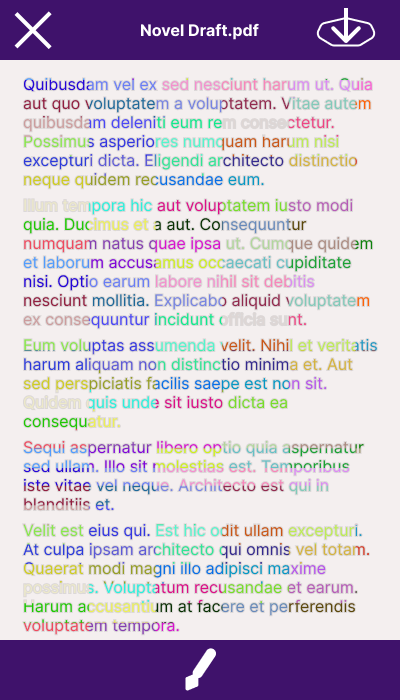 Novel Draft.pdf
Quibusdam vel ex sed nesciunt harum ut. Quia
aut quo voluptatem a voluptatem. Vitae autem
quibusdam deleniti eum rem consectetur.
Possimus asperiores numquam harum nisi
excepturi dicta. Eligendi architecto distinctio
neque quidem recusandae eum.
Illum tempora hic aut voluptatem iusto modi
quia. Ducimus et a aut. Consequuntur
numquam natus quae ipsa ut. Cumque quidem
et laborum accusamus occaecati cupiditate
nisi. Optio earum labore nihil sit debitis
nesciunt mollitia. Explicabo aliquid voluptatem
ex consequuntur incidunt officia sunt.
Eum voluptas assumenda velit. Nihil et veritatis
harum aliquam non distinctio minima et. Aut
sed perspiciatis facilis saepe est non sit.
Quidem quis unde sit iusto dicta ea
consequatur.
Sequi aspernatur libero optio quia aspernatur
sed ullam. Illo sit molestias est. Temporibus
iste vitae vel neque. Architecto est qui in
blanditiis et.
Velit est eius qui. Est hic odit ullam excepturi.
At culpa ipsam architecto qui omnis vel totam.
Quaerat modi magni illo adipisci maxime
possimus. Voluptatum recusandae et earum.
Harum accusantium at facere et perferendis
voluptatem tempora.